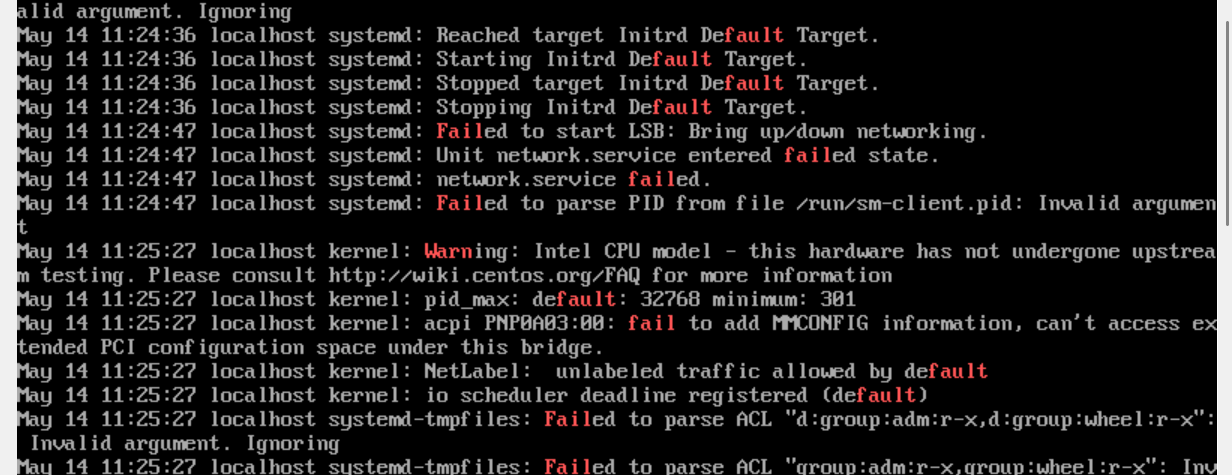 alid argument. Ignoring
May 14 11:24:36 localhost systemd: Reached target Initrd Default Target.
May 14 11:24:36 localhost systemd: Starting Initrd Default Target.
May 14 11:24:36 localhost systemd: Stopped target Initrd Default Target.
May 14 11:24:36 localhost systemd: Stopping Initrd Default Target.
May 14 11:24:47 localhost systemd: Failed to start LSB: Bring up/down networking.
May 14 11:24:47 localhost systemd: Unit network.service entered failed state.
May 14 11:24:47 localhost systemd: network.service failed.
May 14 11:24:47 localhost systemd: Failed to parse PID from file /run/sm-client.pid: Invalid argumen
t
May 14 11:25:27 localhost kernel: Warning: Intel CPU model - this hardware has not undergone upstrea
m testing. Please consult http://wiki.centos.org/FAQ for more information
May 14 11:25:27 localhost kernel: pid_max: default: 32768 minimum: 301
May 14 11:25:27 localhost kernel: acpi PNP0A03:00: fail to add MMCONFIG information, can't access ex
tended PCI configuration space under this bridge.
May 14 11:25:27 localhost kernel: NetLabel:  unlabeled traffic allowed by default
May 14 11:25:27 localhost kernel: io scheduler deadline registered (default)
May 14 11:25:27 localhost systemd-tmpfiles: Failed to parse ACL "d:group:adm:r-x,d:group:wheel:r-x":
 Invalid argument. Ignoring
May 14 11:25:27 localhost systemd-tmpfiles: Failed to parse ACL "group:adm:r-x,group:wheel:r-x": Inv